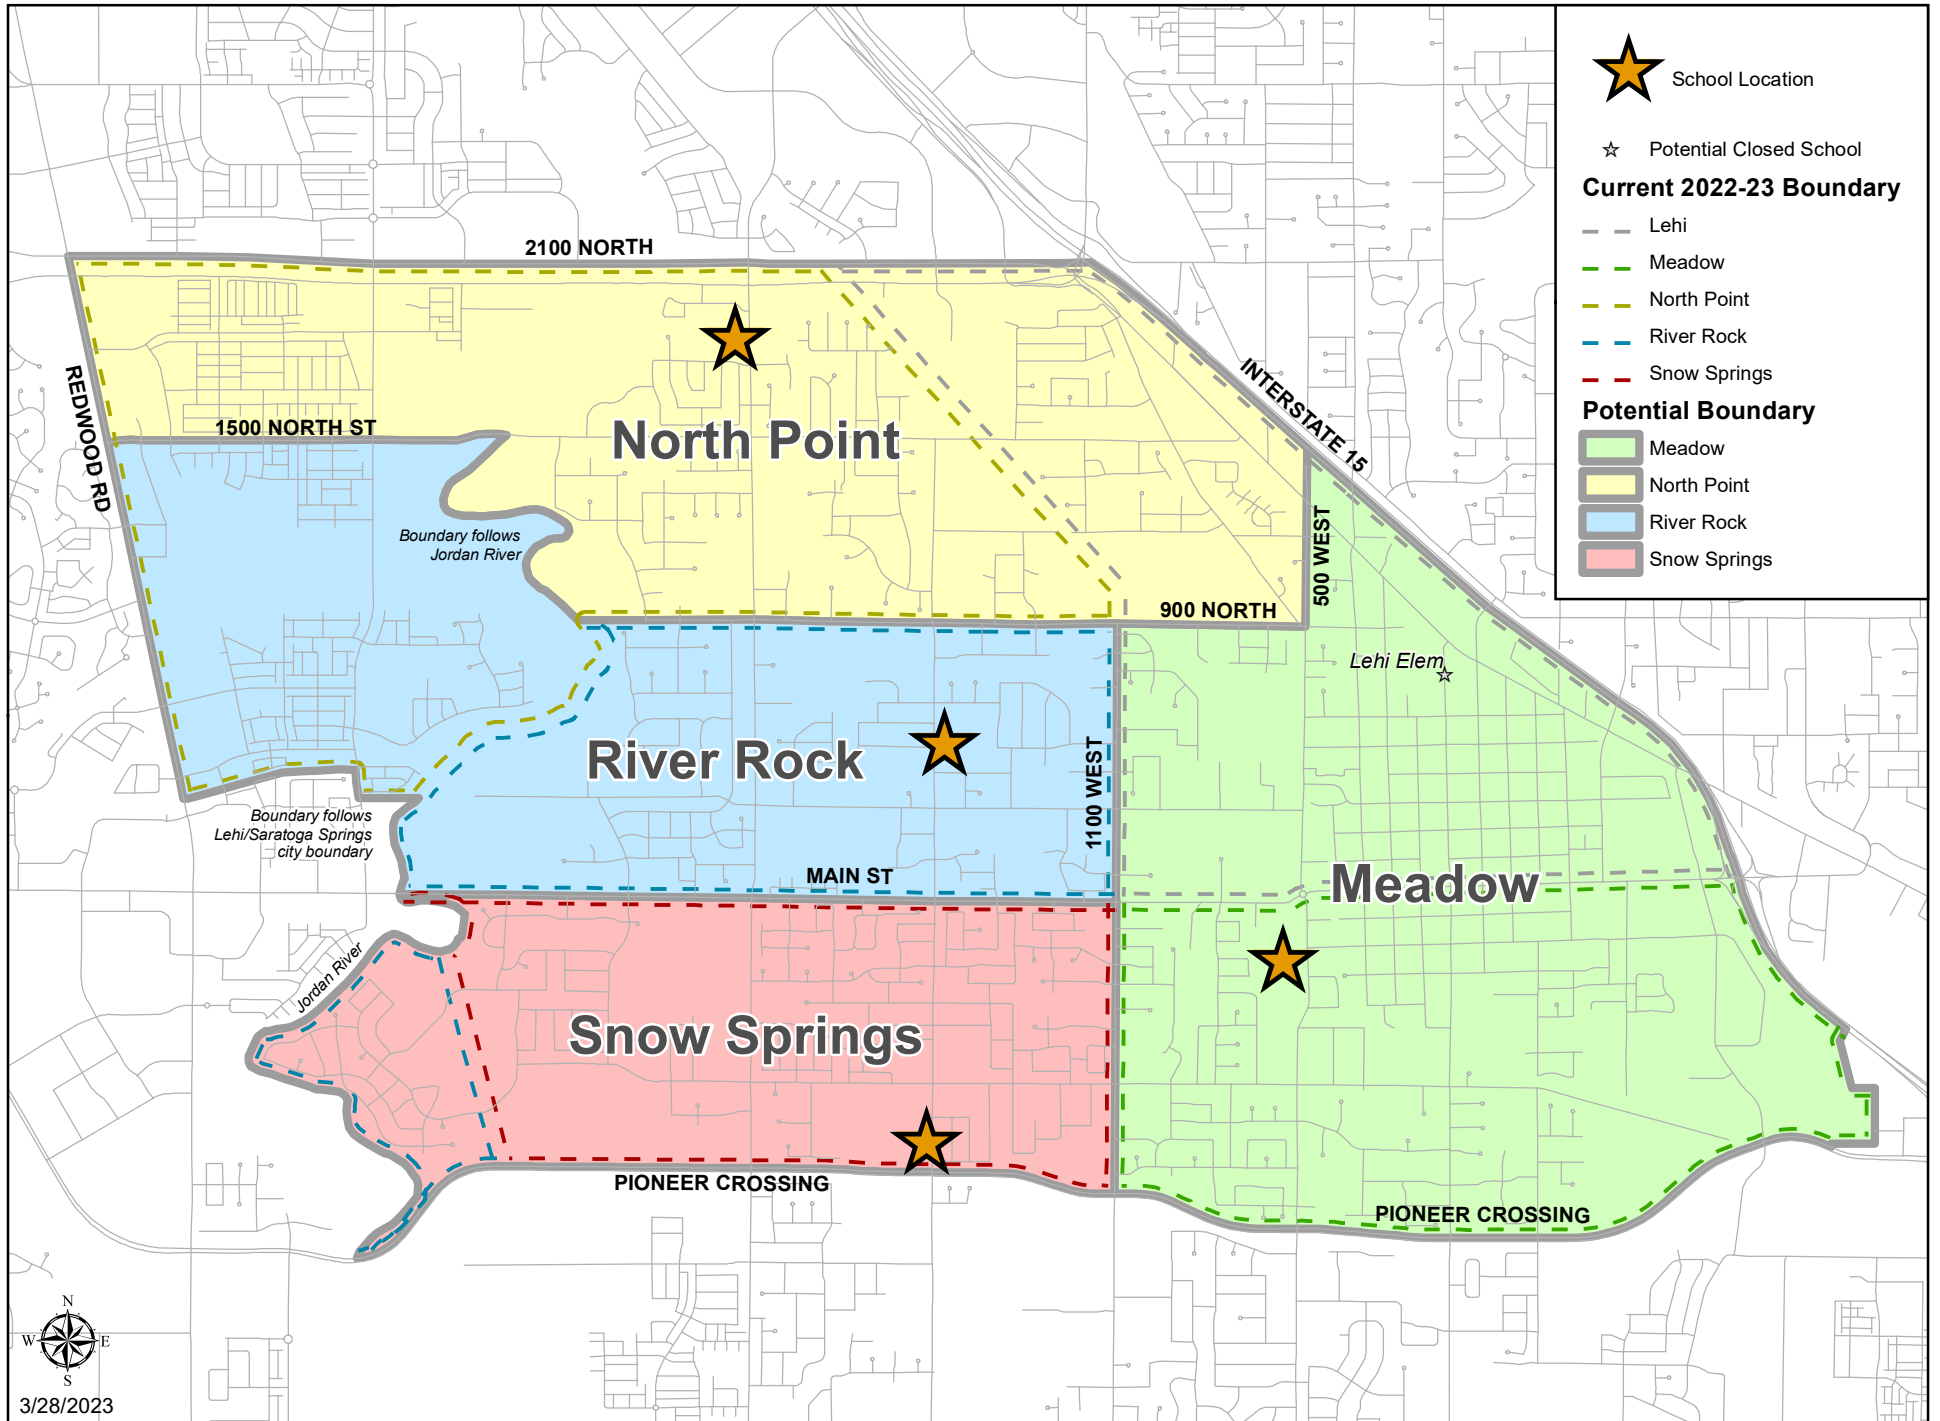 School Location
Potential Closed School
Current 2022-23 Boundary
Lehi
Meadow
North Point
River Rock
Snow Springs
Potential Boundary
Meadow
North Point
River Rock
Snow Springs
2100 NORTH
REDWOOD RD
1500 NORTH ST
North Point
INTERSTATE 15
Boundary follows
Jordan River
500 WEST
900 NORTH
Lehi Elem
River Rock
1100 WEST
Boundary follows
Lehi/Saratoga Springs
city boundary
MAIN ST
Meadow
Jordan River
Snow Springs
PIONEER CROSSING
PIONEER CROSSING
N
W E
S
3/28/2023